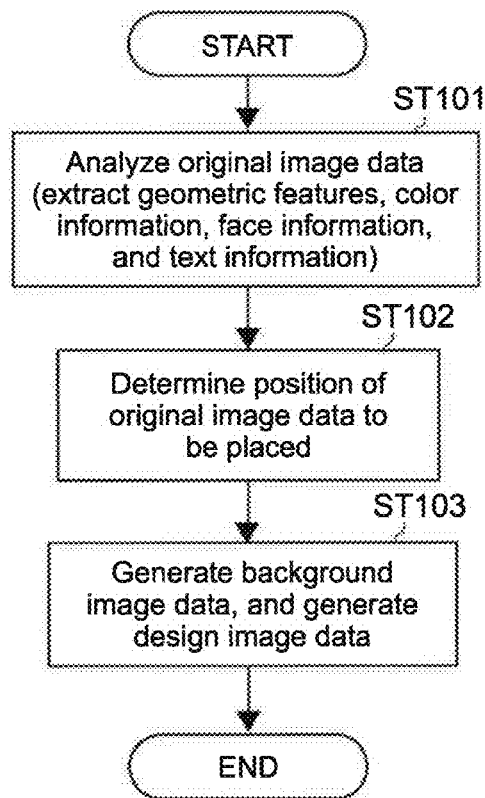 START
ST101
Analyze original image data
(extract geometric features, color
information, face information,
and text information)
ST102
Determine position of
original image data to
be placed
ST103
Generate background
image data, and generate
design image data
END